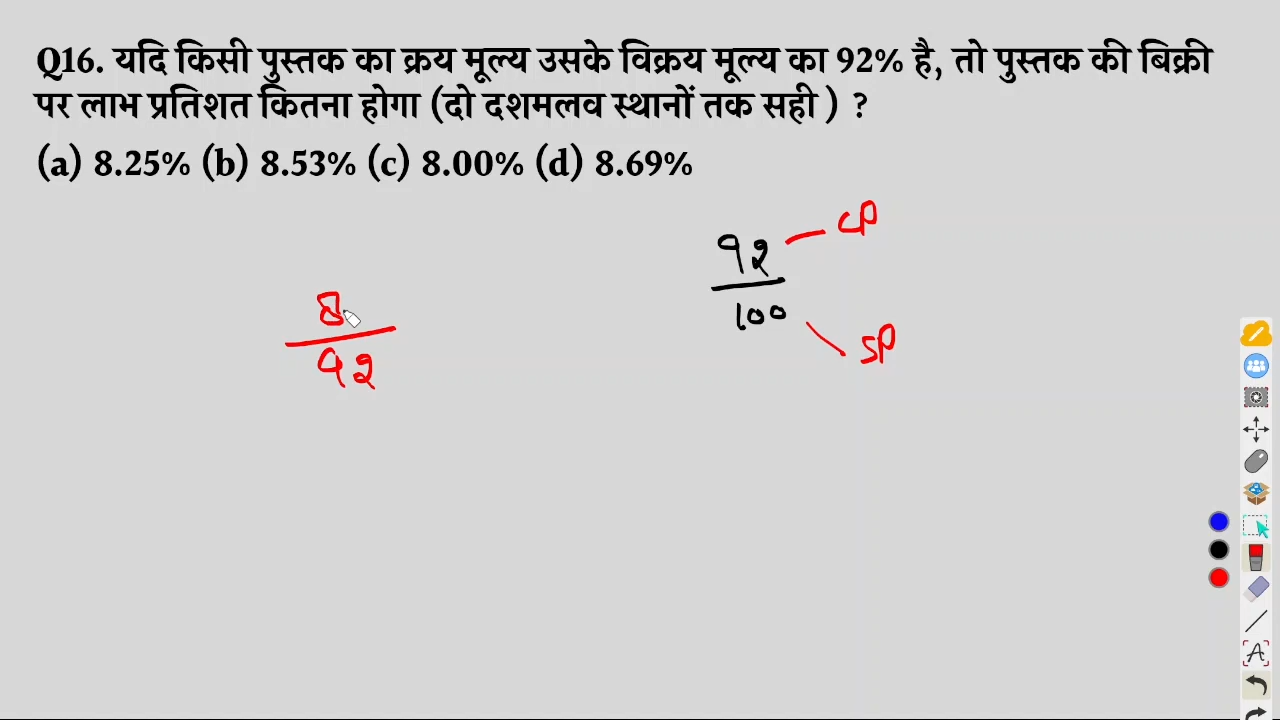 Q16. यदि किसी पुस्तक का क्रय मूल्य उसके विक्रय मूल्य का 92% है, तो पुस्तक की बिक्री
पर लाभ प्रतिशत कितना होगा (दो दशमलव स्थानों तक सही ) ?
(a) 8.25% (b) 8.53% (c) 8.00% (d) 8.69%
92 CP
100 SP
8
92